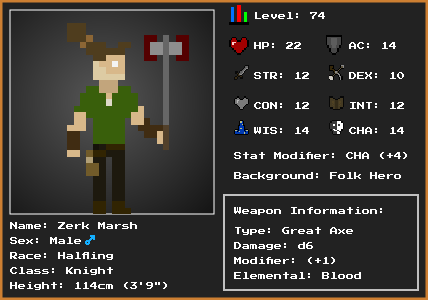 Level: 74
HP: 22
AC: 14
STR: 12
DEX: 10
CON: 12
INT: 12
WIS: 14
CHA: 14
Stat Modifier: CHA (+4)
Background: Folk Hero
Name: Zerk Marsh
Sex: Male♂
Race: Halfling
Class: Knight
Height: 114cm (3'9")
Weapon Information:
Type: Great Axe
Damage: d6
Modifier: (+1)
Elemental: Blood